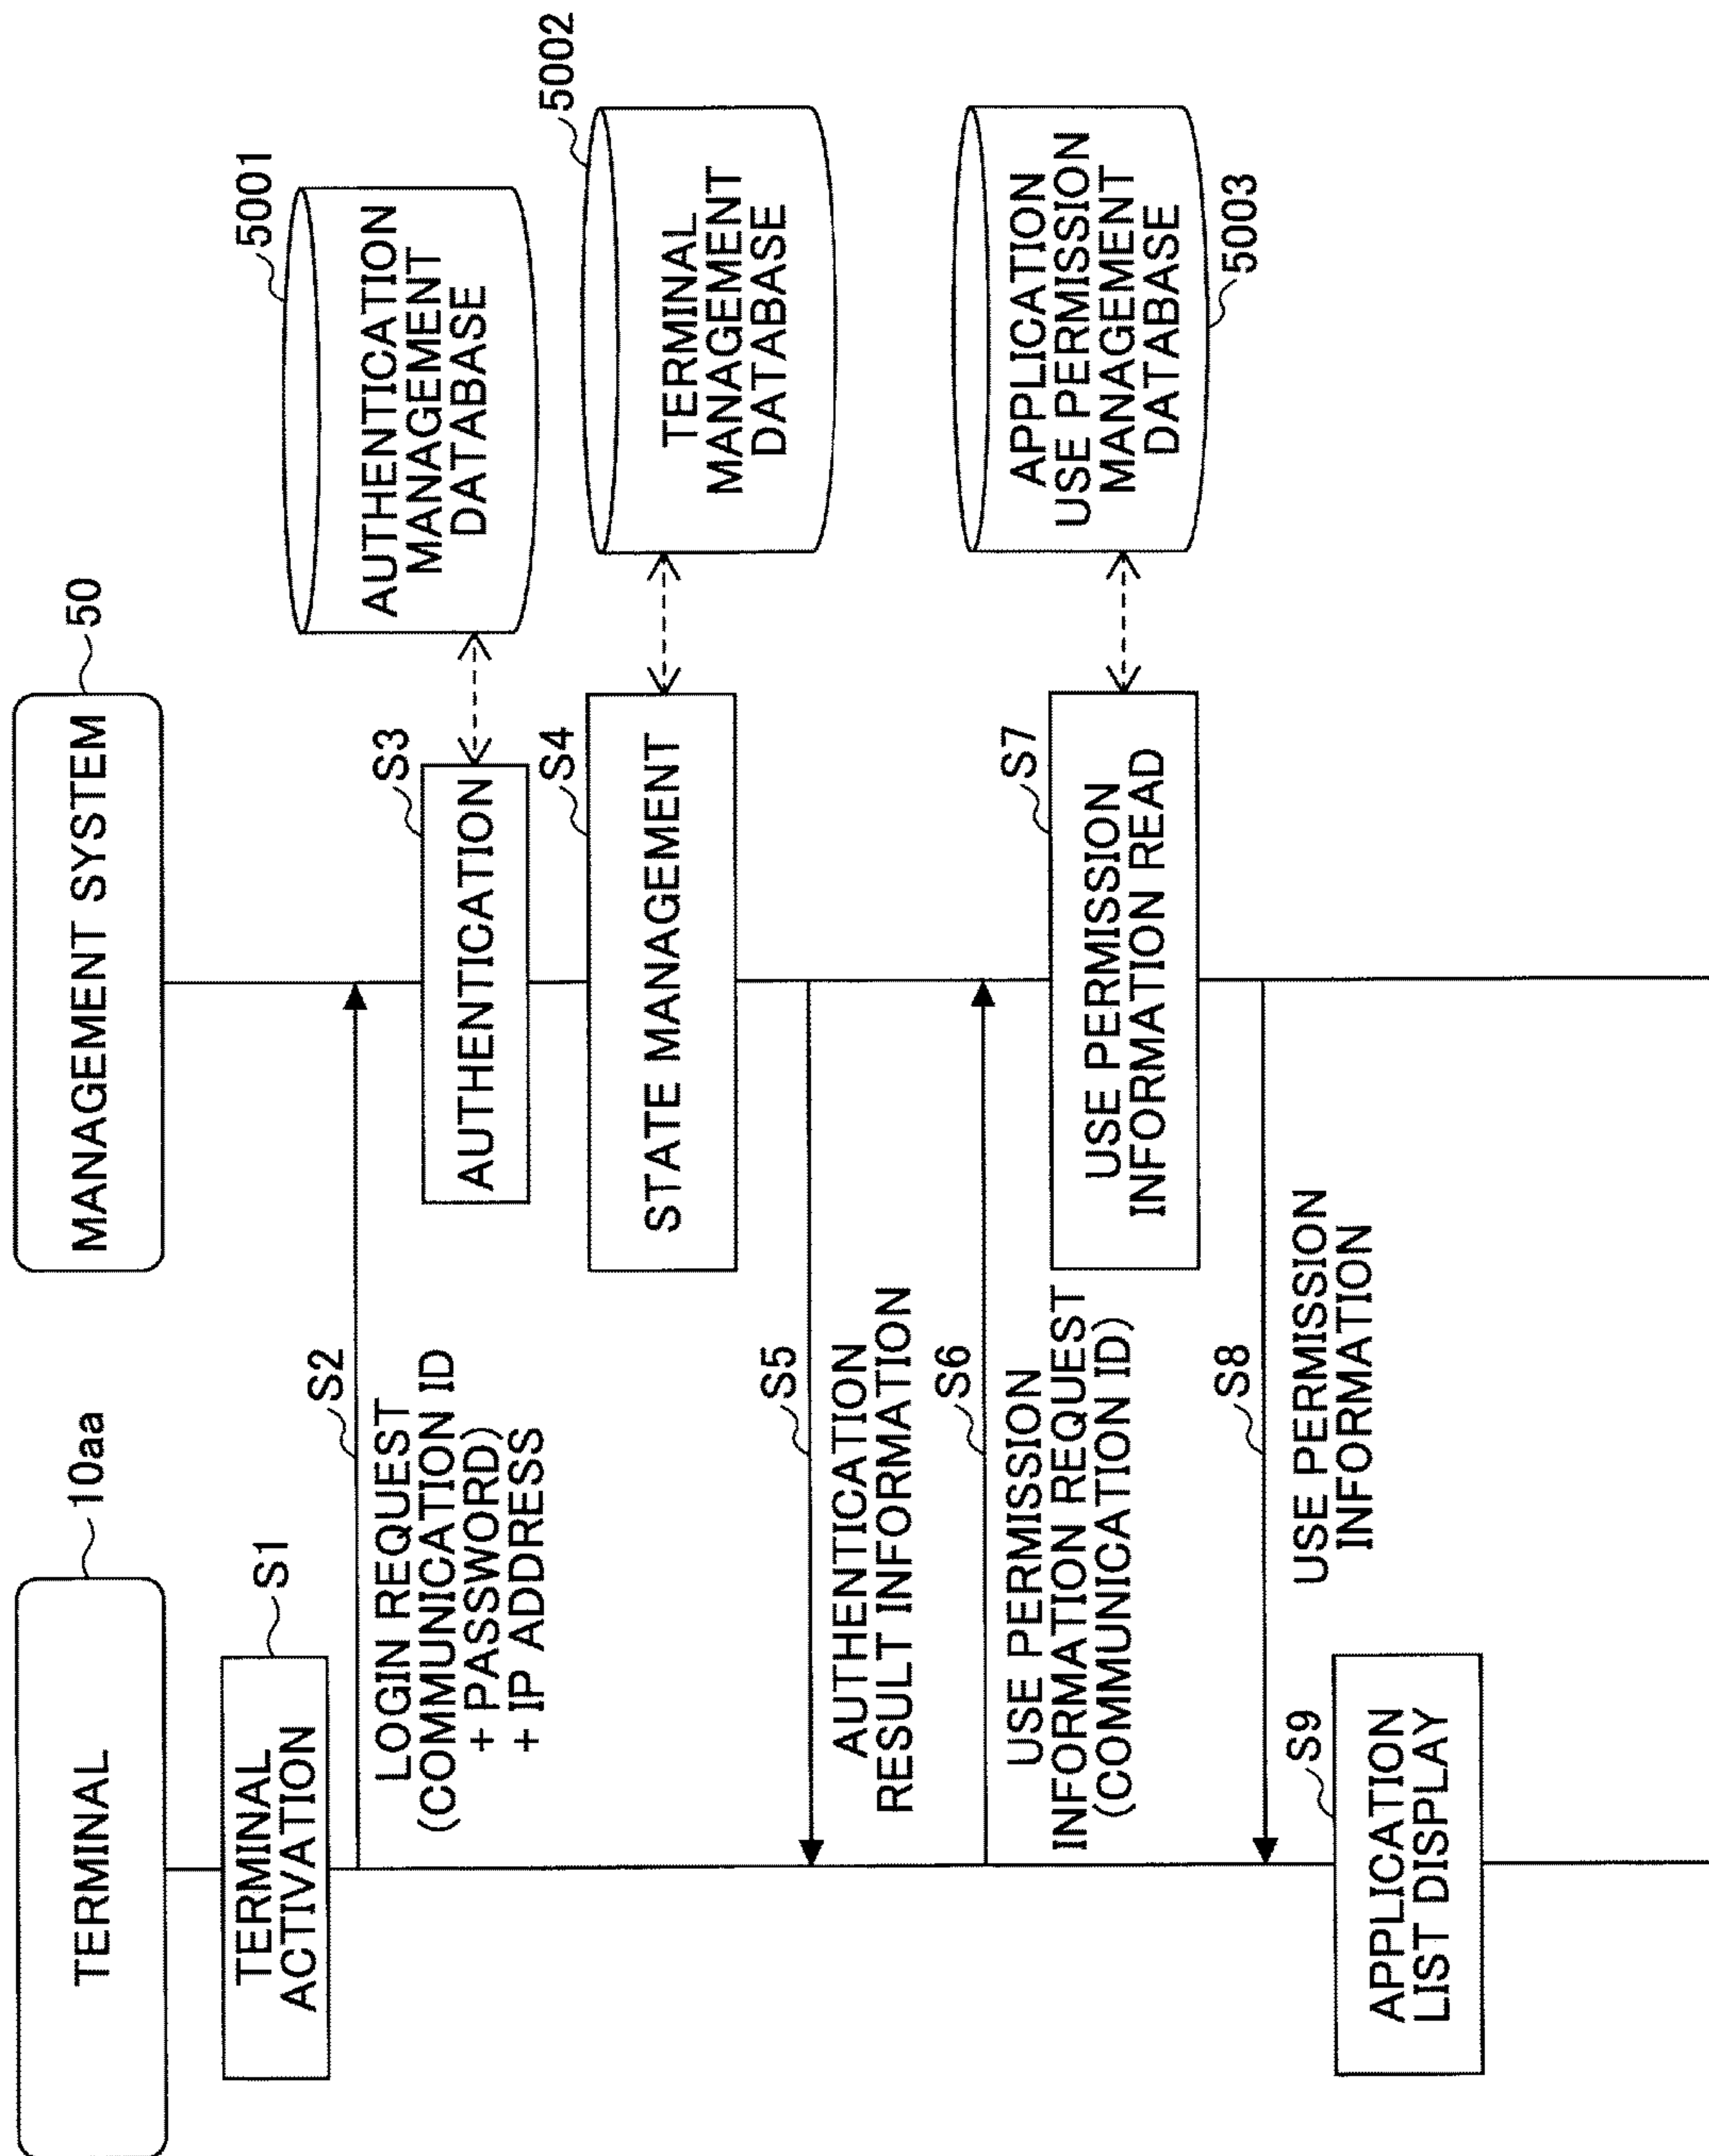 TERMINAL
10aa
MANAGEMENT SYSTEM
50
TERMINAL
ACTIVATION
S1
S2
LOGIN REQUEST
(COMMUNICATION ID
+ PASSWORD)
+ IP ADDRESS
S3
AUTHENTICATION
5001
AUTHENTICATION
MANAGEMENT
DATABASE
S4
STATE MANAGEMENT
5002
TERMINAL
MANAGEMENT
DATABASE
S5
AUTHENTICATION
RESULT INFORMATION
S6
USE PERMISSION
INFORMATION REQUEST
(COMMUNICATION ID)
S7
USE PERMISSION
INFORMATION READ
APPLICATION
USE PERMISSION
MANAGEMENT
DATABASE
5003
S8
USE PERMISSION
INFORMATION
S9
APPLICATION
LIST DISPLAY